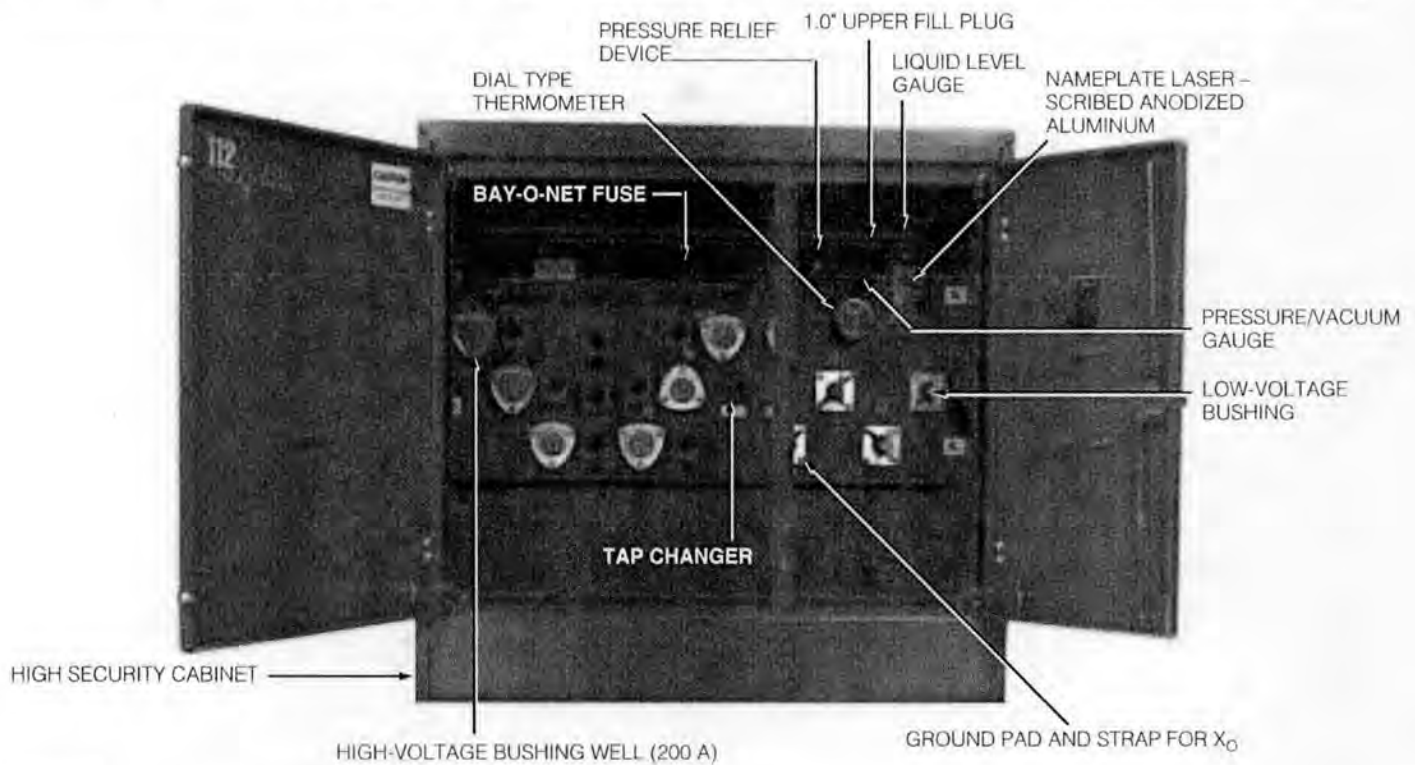 1.0" UPPER FILL PLUG
PRESSURE RELIEF
DEVICE
LIQUID LEVEL
GAUGE
NAMEPLATE LASER –
SCRIBED ANODIZED
ALUMINUM
DIAL TYPE
THERMOMETER
112
CAUTION
BAY-O-NET FUSE
PRESSURE/VACUUM
GAUGE
LOW-VOLTAGE
BUSHING
TAP CHANGER
HIGH SECURITY CABINET
HIGH-VOLTAGE BUSHING WELL (200 A)
GROUND PAD AND STRAP FOR XO